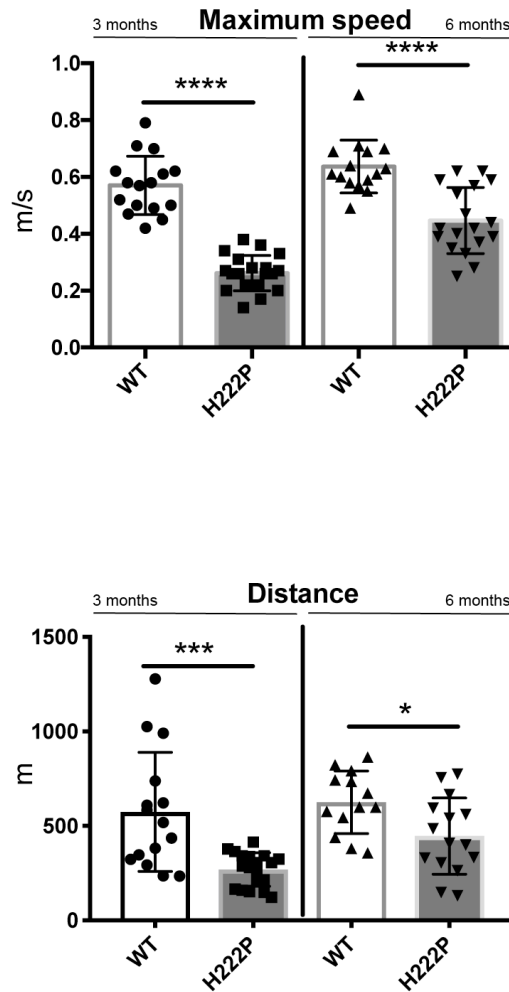 Maximum speed
3 months 6 months
**** ****
1.0
0.8
0.6
0.4
0.2
0.0
m/s
WT H222P WT H222P
Distance
3 months 6 months
*** *
1500
1000
500
0
m
WT H222P WT H222P